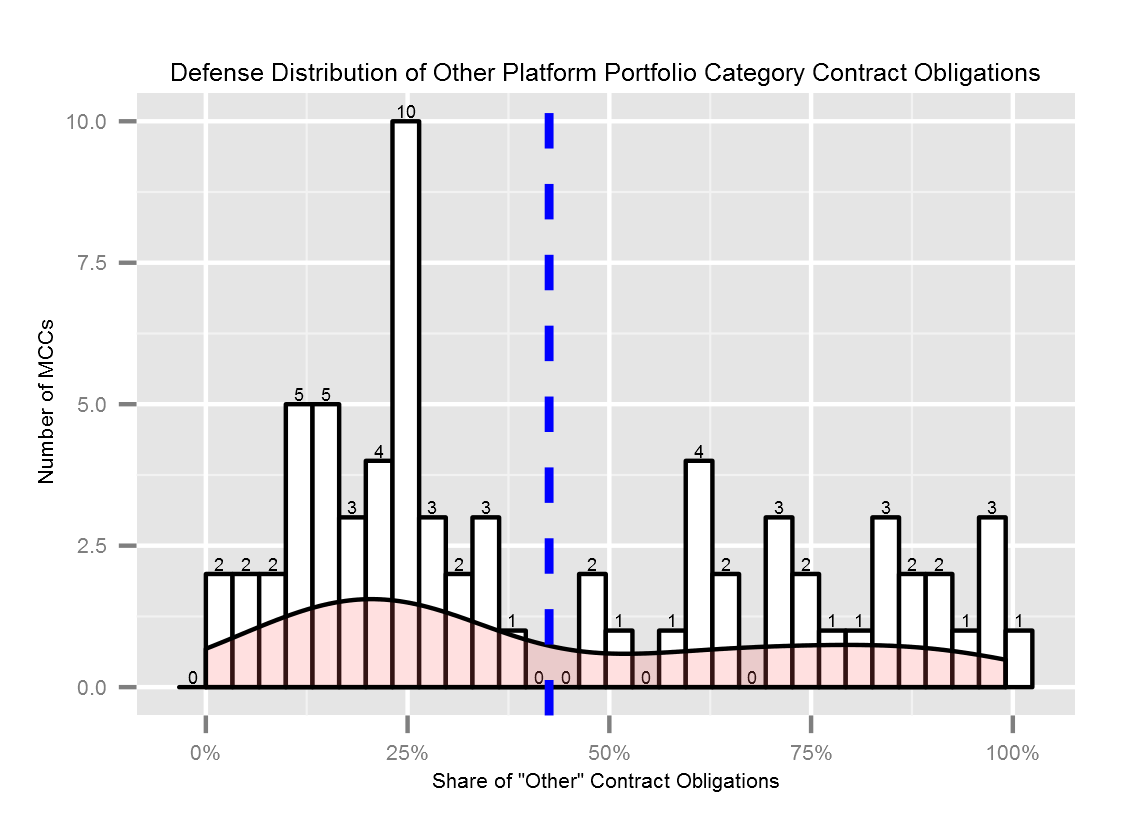 Defense Distribution of Other Platform Portfolio Category Contract Obligations
10.0
7.5
5.0
2.5
0.0
Number of MCCs
0 2 2 2 5 5 3 4 10 3 2 3 1 0 0 2 1 0 1 4 2 0 3 2 1 1 3 2 2 1 3 1
0% 25% 50% 75% 100%
Share of "Other" Contract Obligations